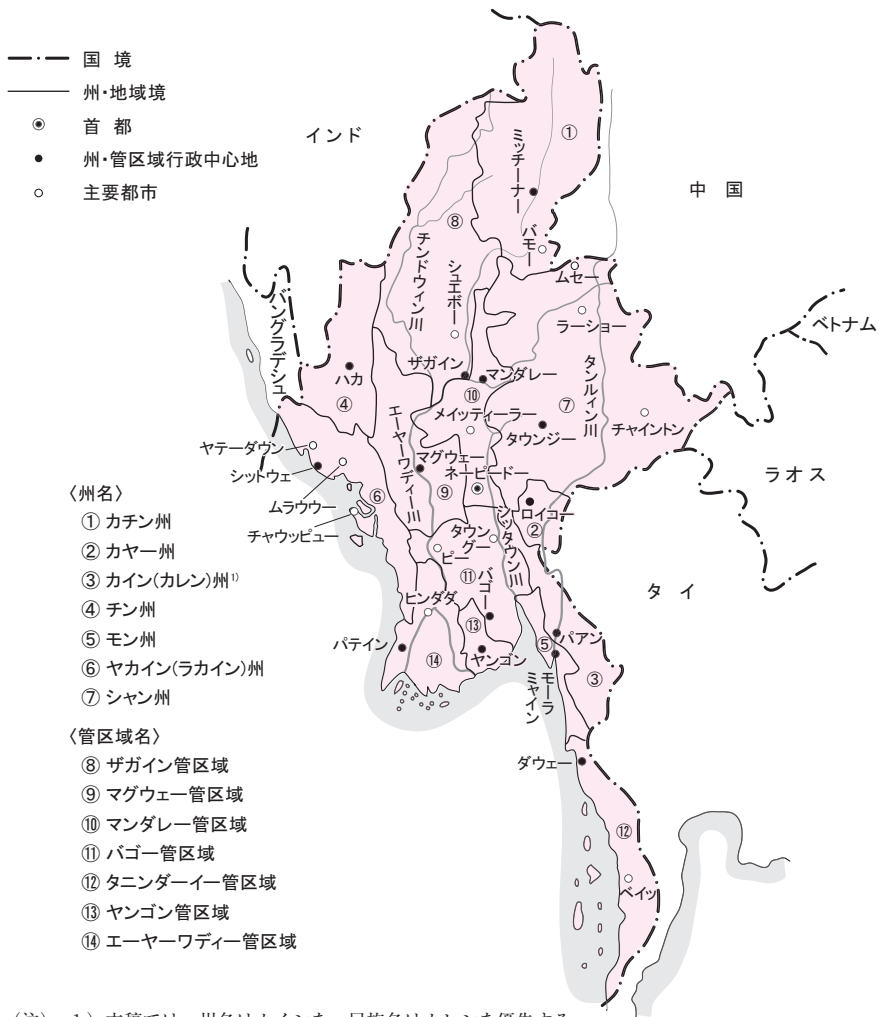 国 境
州・地域境
首 都
州・管区域行政中心地
主要都市
インド
中 国
ベトナム
ラオス
タ イ
バングラデシュ
①
ミッチーナー
バモー
⑧
チンドウィン川
シュエボー
ムセー
ラーショー
タンルィン川
ザガイン
マンダレー
ハカ
④
⑩
メイッティーラー
⑦
タウンジー
チャイントン
エーヤーワディー川
ヤテーダウン
シットウェ
ムラウウー
チャウッピュー
⑥
マグウェー
ネーピードー
⑨
ロイコー
②
シッタウン川
タウン
グー
ピー
⑪
バゴー
ヒンダダ
⑬
パテイン
⑭
ヤンゴン
⑤
パアン
モーラ
ミャイン
③
ダウェー
⑫
ベイッ
〈州名〉
① カチン州
② カヤー州
③ カイン(カレン)州¹⁾
④ チン州
⑤ モン州
⑥ ヤカイン(ラカイン)州
⑦ シャン州
〈管区域名〉
⑧ ザガイン管区域
⑨ マグウェー管区域
⑩ マンダレー管区域
⑪ バゴー管区域
⑫ タニンダーイー管区域
⑬ ヤンゴン管区域
⑭ エーヤーワディー管区域